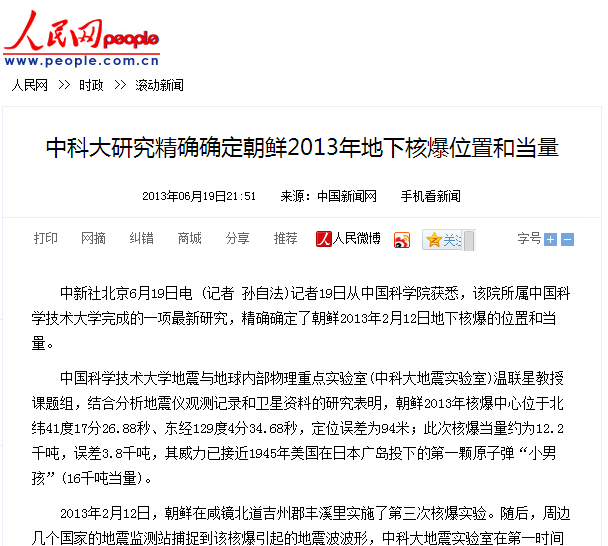 人民网 people
www.people.com.cn
人民网 >> 时政 >> 滚动新闻
中科大研究精确确定朝鲜2013年地下核爆位置和当量
2013年06月19日21:51 来源：中国新闻网 手机看新闻
打印 网摘 纠错 商城 分享 推荐 人民微博 关注 字号
中新社北京6月19日电 (记者 孙自法)记者19日从中国科学院获悉，该院所属中国科
学技术大学完成的一项最新研究，精确确定了朝鲜2013年2月12日地下核爆的位置和当
量。
中国科学技术大学地震与地球内部物理重点实验室(中科大地震实验室)温联星教授
课题组，结合分析地震仪观测记录和卫星资料的研究表明，朝鲜2013年核爆中心位于北
纬41度17分26.88秒、东经129度4分34.68秒，定位误差为94米；此次核爆当量约为12.2
千吨，误差3.8千吨，其威力已接近1945年美国在日本广岛投下的第一颗原子弹“小男
孩”(16千吨当量)。
2013年2月12日，朝鲜在咸镜北道吉州郡丰溪里实施了第三次核爆实验。随后，周边
几个国家的地震监测站捕捉到该核爆引起的地震波波形，中科大地震实验室在第一时间